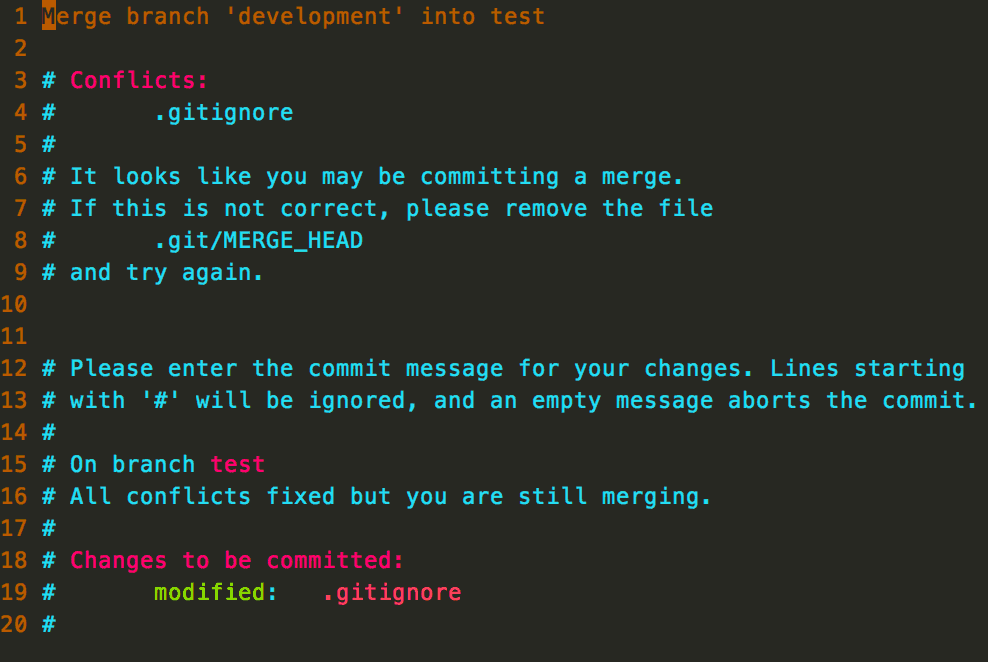 1 Merge branch 'development' into test
2
3 # Conflicts:
4 #       .gitignore
5 #
6 # It looks like you may be committing a merge.
7 # If this is not correct, please remove the file
8 #       .git/MERGE_HEAD
9 # and try again.
10
11
12 # Please enter the commit message for your changes. Lines starting
13 # with '#' will be ignored, and an empty message aborts the commit.
14 #
15 # On branch test
16 # All conflicts fixed but you are still merging.
17 #
18 # Changes to be committed:
19 #       modified:   .gitignore
20 #